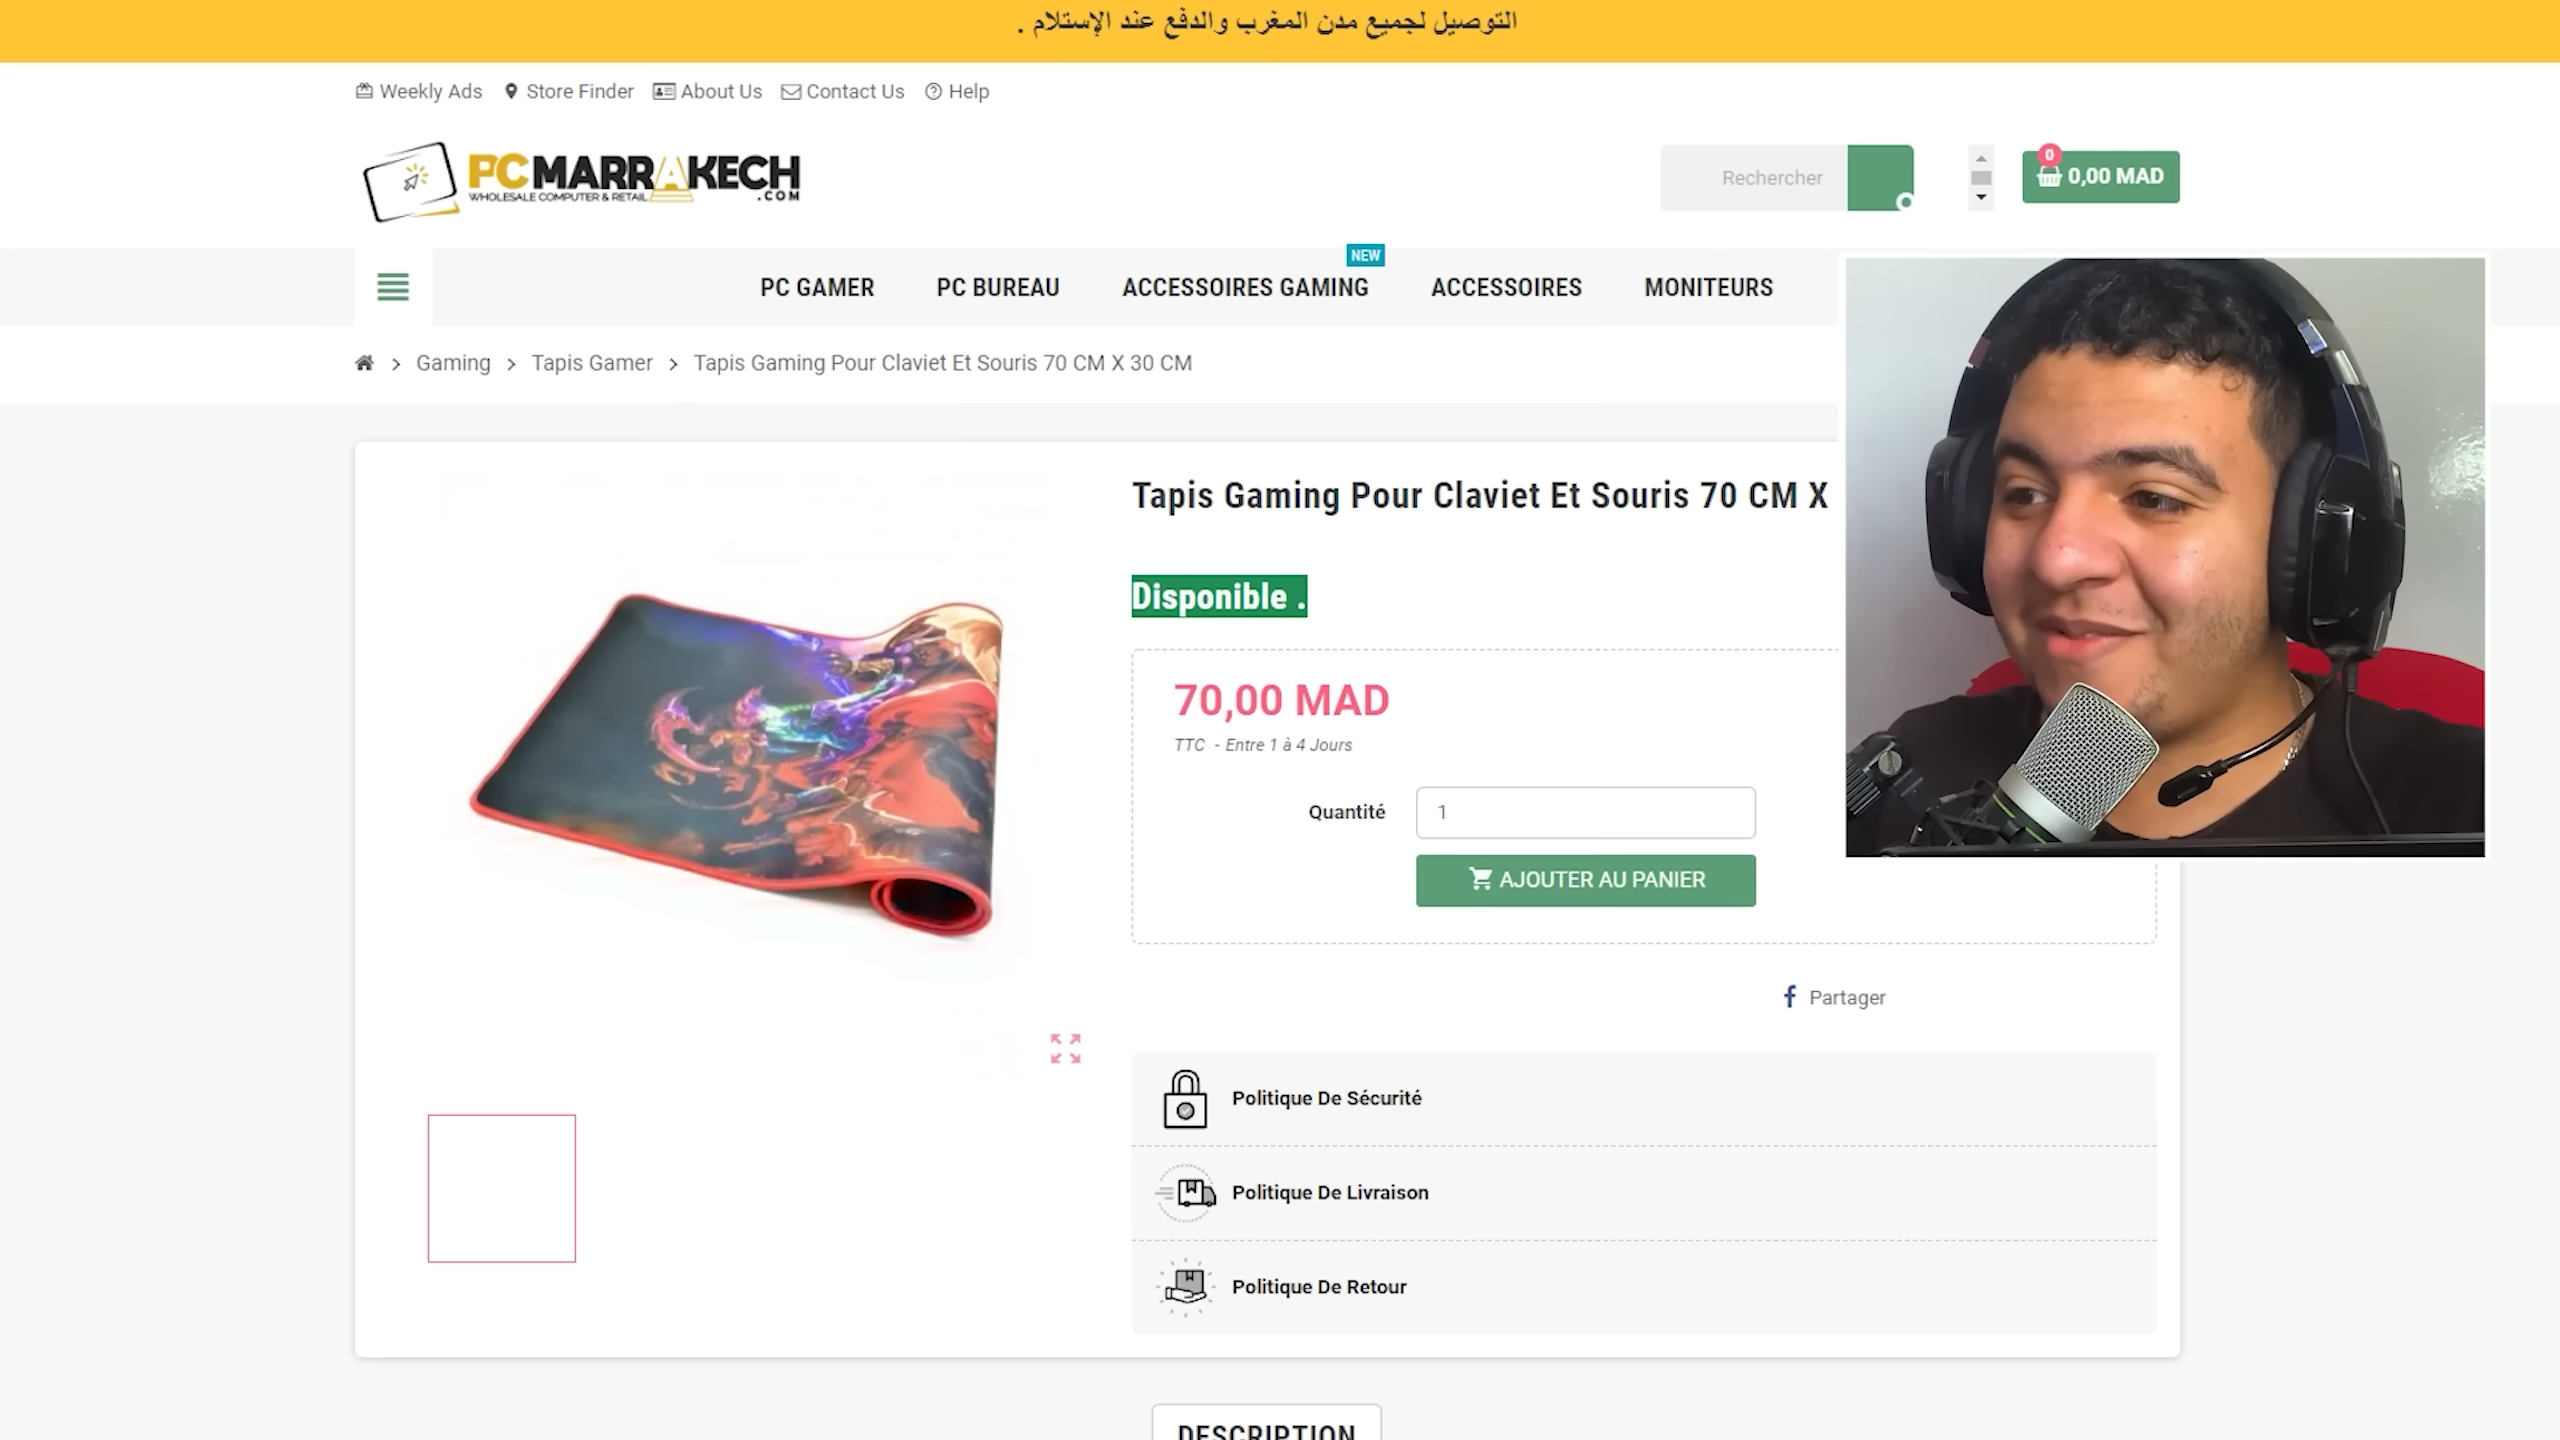 التوصيل لجميع مدن المغرب والدفع عند الإستلام .
Weekly Ads Store Finder About Us Contact Us Help
PCMARRAKECH
WHOLESALE COMPUTER & RETAIL .COM
Rechercher
0
0,00 MAD
NEW
PC GAMER PC BUREAU ACCESSOIRES GAMING ACCESSOIRES MONITEURS
Gaming > Tapis Gamer > Tapis Gaming Pour Claviet Et Souris 70 CM X 30 CM
Tapis Gaming Pour Claviet Et Souris 70 CM X
Disponible .
70,00 MAD
TTC - Entre 1 à 4 Jours
Quantité 1
AJOUTER AU PANIER
Partager
Politique De Sécurité
Politique De Livraison
Politique De Retour
DESCRIPTION